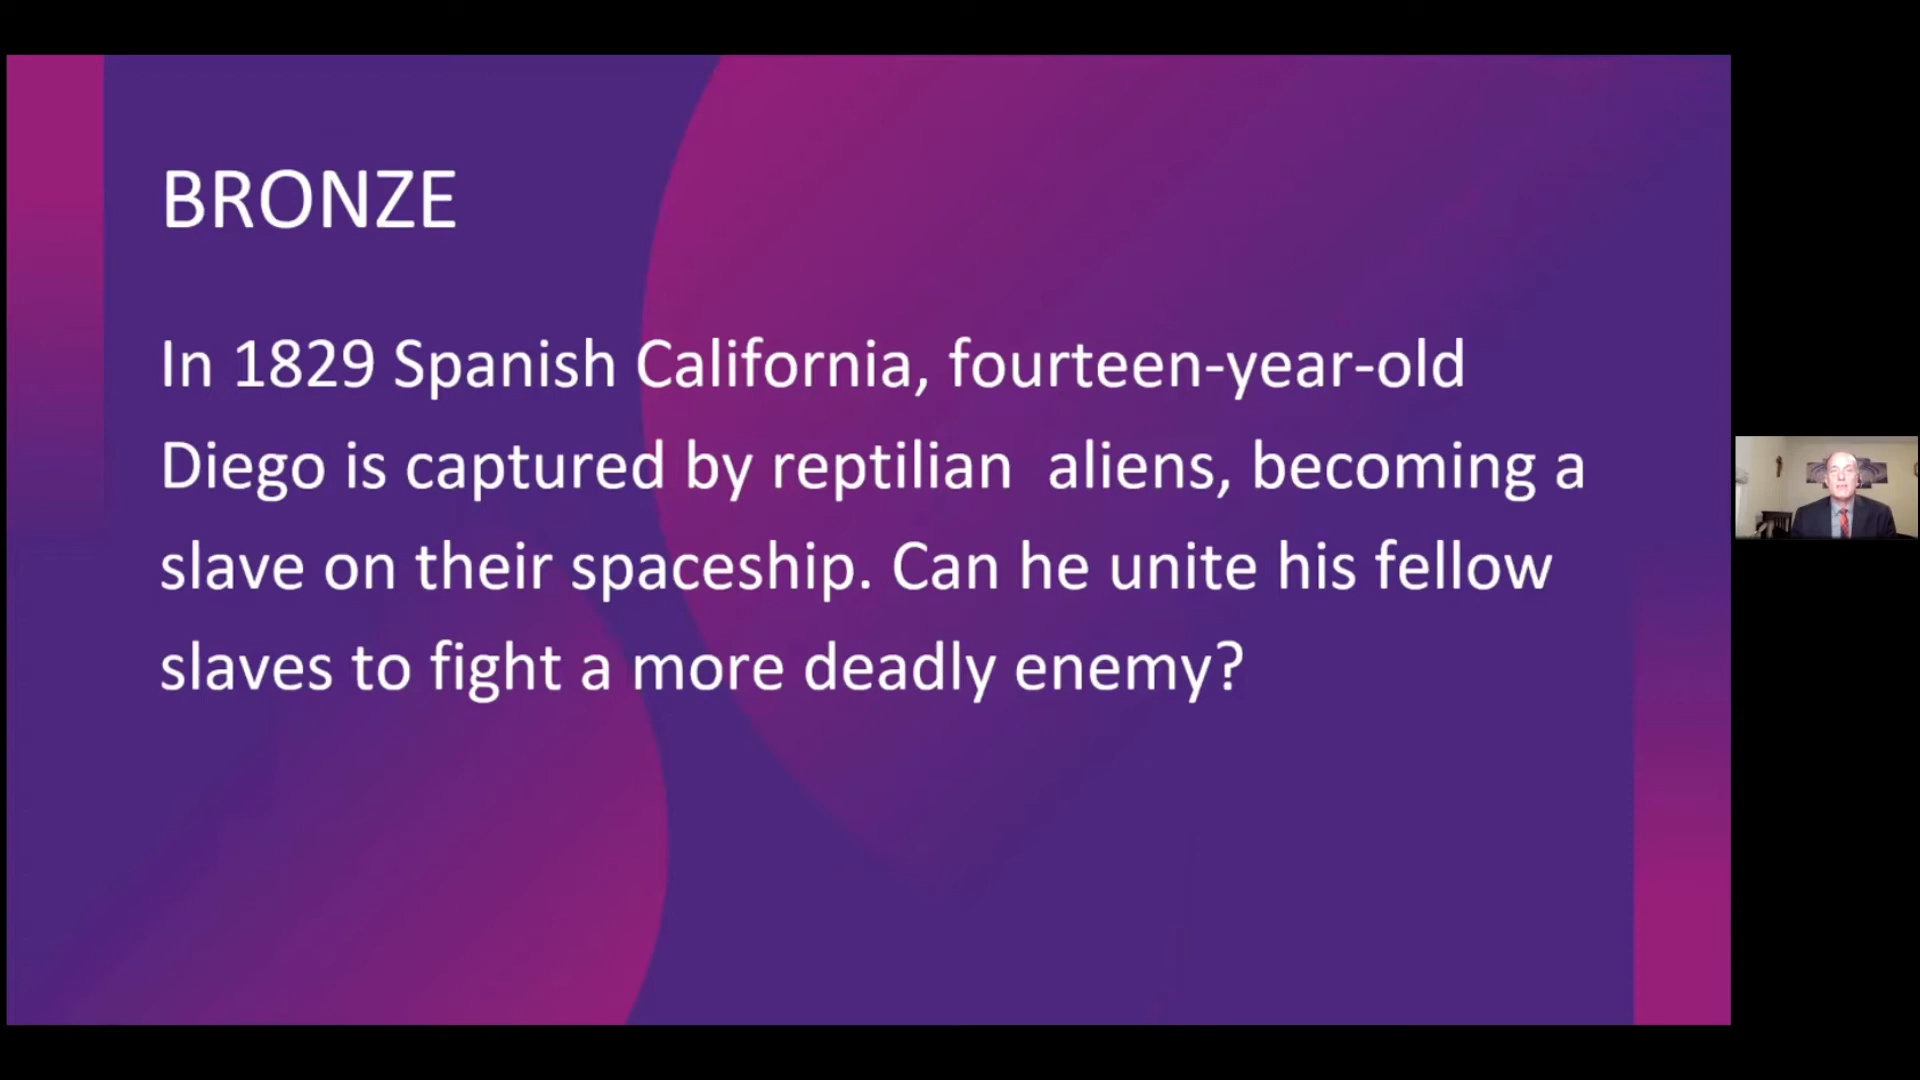 BRONZE
In 1829 Spanish California, fourteen-year-old
Diego is captured by reptilian  aliens, becoming a
slave on their spaceship. Can he unite his fellow
slaves to fight a more deadly enemy?